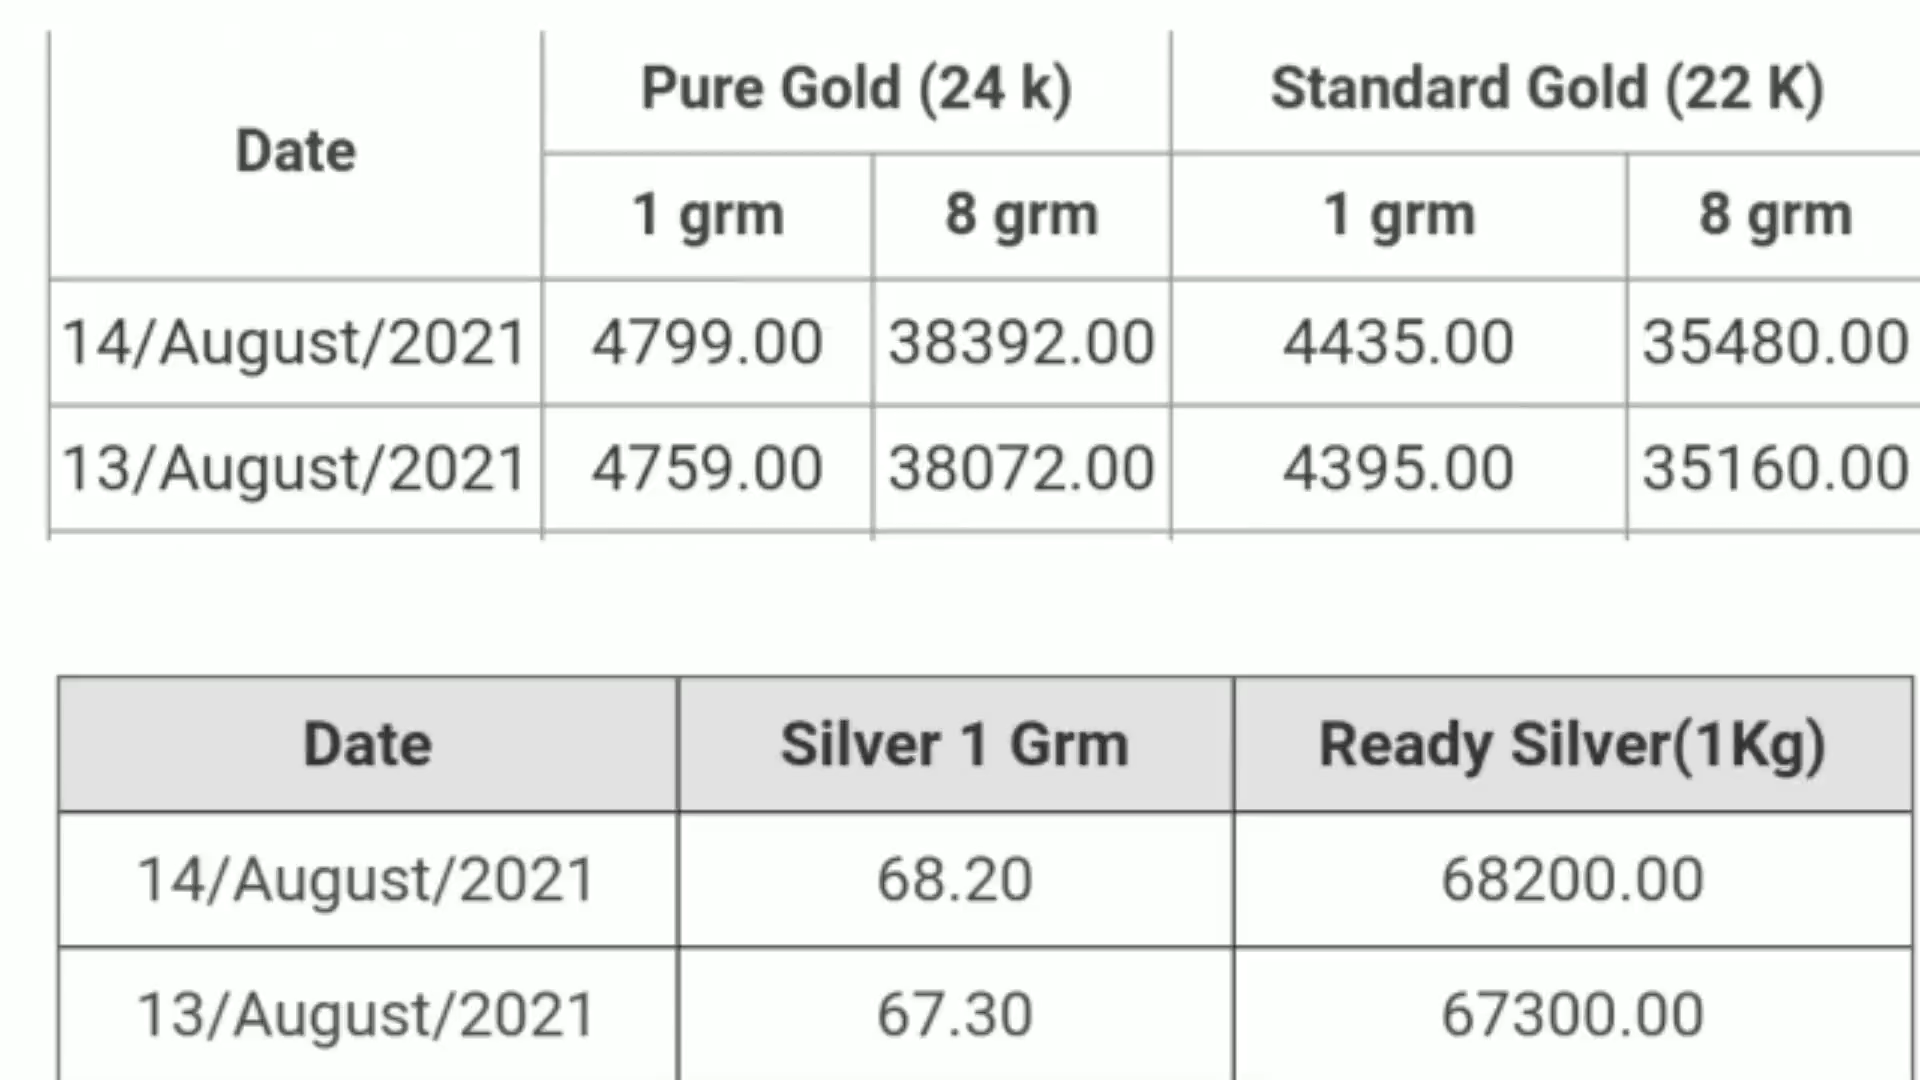 Pure Gold (24 k) Standard Gold (22 K)
Date
1 grm 8 grm 1 grm 8 grm
14/August/2021 4799.00 38392.00 4435.00 35480.00
13/August/2021 4759.00 38072.00 4395.00 35160.00
Date Silver 1 Grm Ready Silver(1Kg)
14/August/2021 68.20 68200.00
13/August/2021 67.30 67300.00